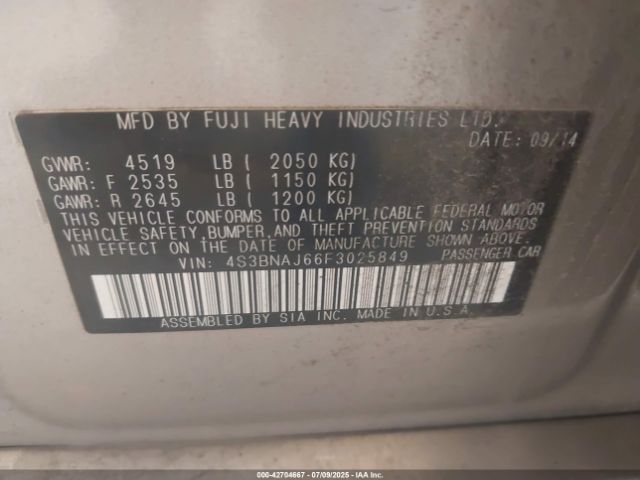 MFD BY FUJI HEAVY INDUSTRIES LTD.
DATE: 09/14
GVWR: 4519 LB ( 2050 KG)
GAWR: F 2535 LB ( 1150 KG)
GAWR: R 2645 LB ( 1200 KG)
THIS VEHICLE CONFORMS TO ALL APPLICABLE FEDERAL MOTOR
VEHICLE SAFETY, BUMPER, AND THEFT PREVENTION STANDARDS
IN EFFECT ON THE DATE OF MANUFACTURE SHOWN ABOVE.
VIN: 4S3BNAJ66F3025849 PASSENGER CAR
ASSEMBLED BY SIA INC. MADE IN U.S.A.
000-42704667 / 07/09/2025 - IAA Inc.